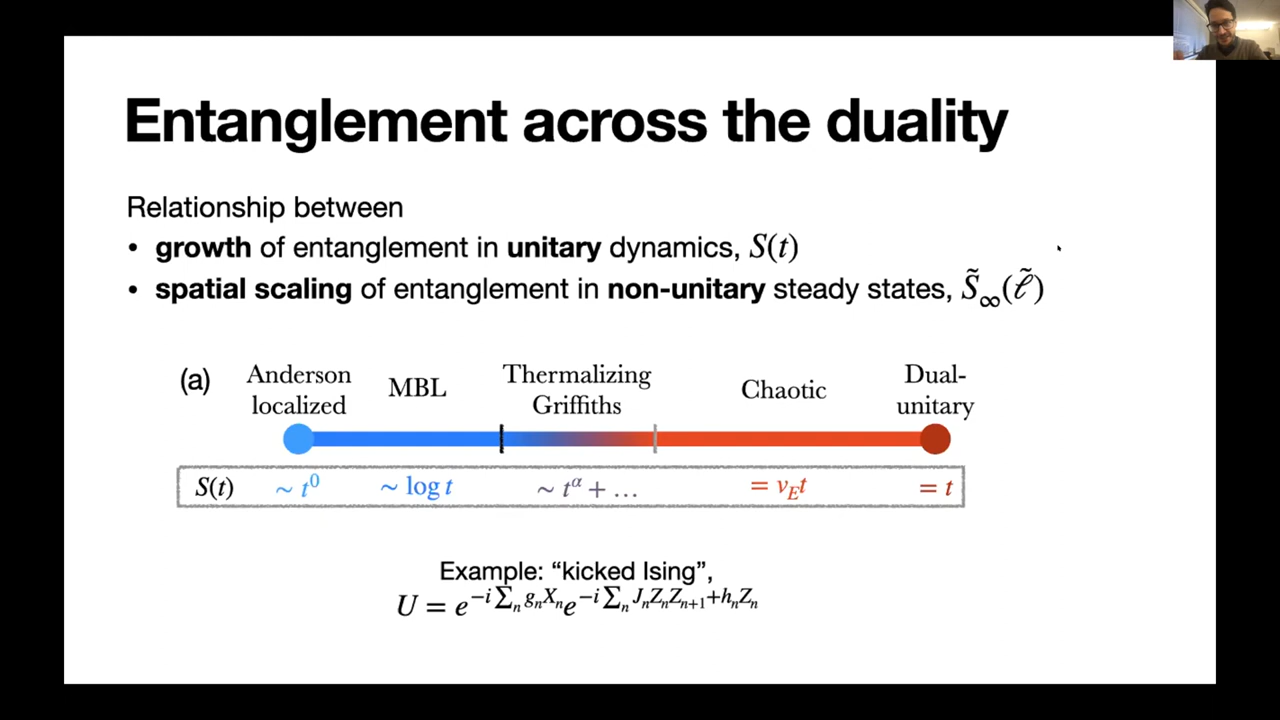 Entanglement across the duality
Relationship between
• growth of entanglement in unitary dynamics, S(t)
• spatial scaling of entanglement in non-unitary steady states, S̃∞(ℓ̃)
(a)
Anderson localized
MBL
Thermalizing Griffiths
Chaotic
Dual-unitary
S(t) ~ t⁰ ~ log t ~ t^α + … = v_E t = t
Example: “kicked Ising”,
U = e^{-i ∑_n g_n X_n} e^{-i ∑_n J_n Z_n Z_{n+1} + h_n Z_n}